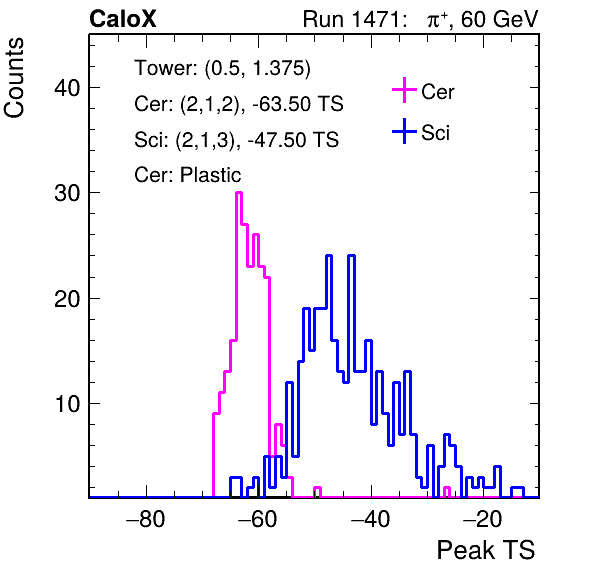 CaloX Run 1471: π⁺, 60 GeV
Counts
Tower: (0.5, 1.375)
Cer: (2,1,2), -63.50 TS
Sci: (2,1,3), -47.50 TS
Cer: Plastic
Cer
Sci
40
30
20
10
−80 −60 −40 −20
Peak TS